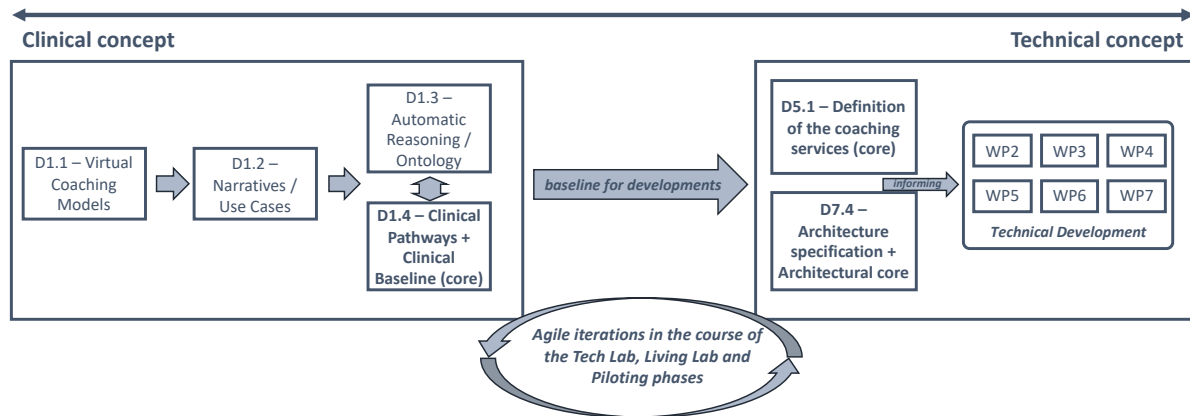 Clinical concept
Technical concept
D1.1 – Virtual
Coaching
Models
D1.2 –
Narratives /
Use Cases
D1.3 –
Automatic
Reasoning /
Ontology
D1.4 – Clinical
Pathways +
Clinical
Baseline (core)
baseline for developments
D5.1 – Definition
of the coaching
services (core)
D7.4 –
Architecture
specification +
Architectural core
informing
WP2
WP3
WP4
WP5
WP6
WP7
Technical Development
Agile iterations in the course of
the Tech Lab, Living Lab and
Piloting phases